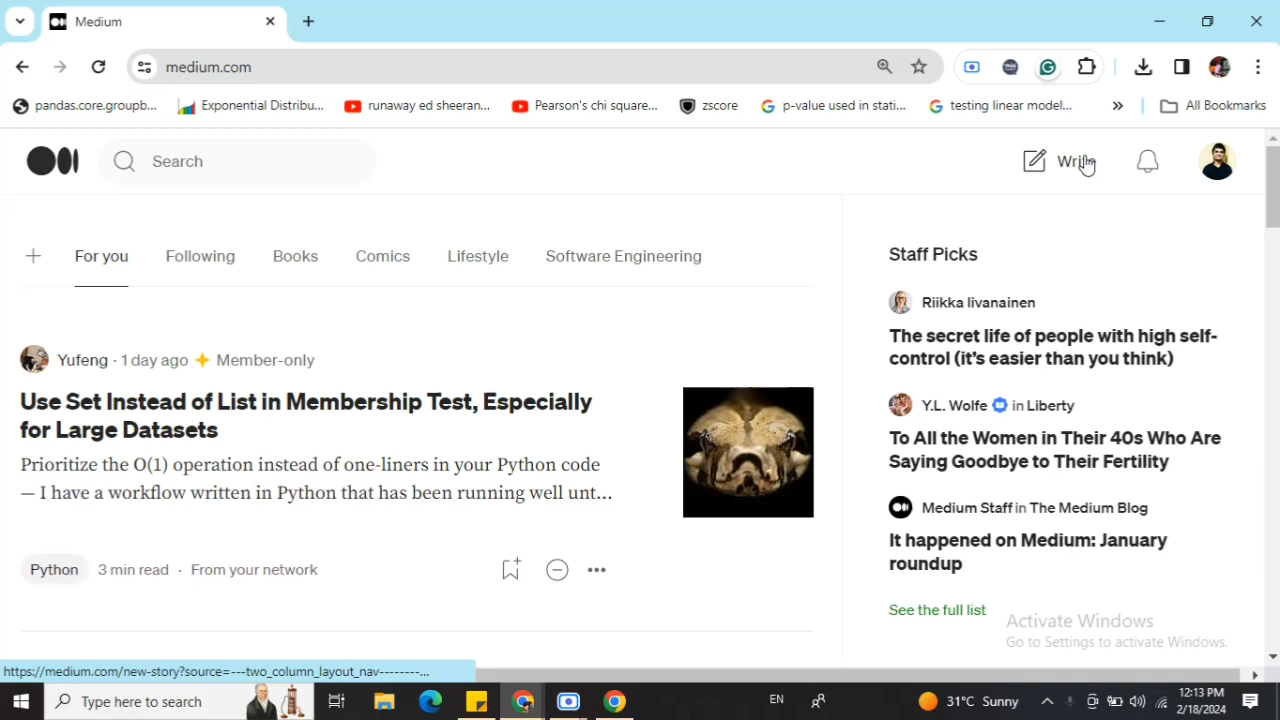 Medium
medium.com
pandas.core.groupb...
Exponential Distribu...
runaway ed sheeran...
Pearson's chi square...
zscore
p-value used in stati...
testing linear model...
»
All Bookmarks
Search
Write
+ For you Following Books Comics Lifestyle Software Engineering
Yufeng · 1 day ago Member-only
Use Set Instead of List in Membership Test, Especially
for Large Datasets
Prioritize the O(1) operation instead of one-liners in your Python code
— I have a workflow written in Python that has been running well unt...
Python 3 min read · From your network
Staff Picks
Riikka Iivanainen
The secret life of people with high self-
control (it's easier than you think)
Y.L. Wolfe in Liberty
To All the Women in Their 40s Who Are
Saying Goodbye to Their Fertility
Medium Staff in The Medium Blog
It happened on Medium: January
roundup
See the full list
Activate Windows
Go to Settings to activate Windows.
https://medium.com/new-story?source=---two_column_layout_nav--------...
Type here to search
EN
31°C Sunny
12:13 PM
2/18/2024